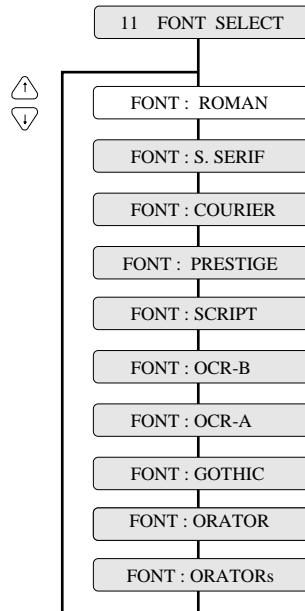 11 FONT SELECT
FONT : ROMAN
FONT : S. SERIF
FONT : COURIER
FONT : PRESTIGE
FONT : SCRIPT
FONT : OCR-B
FONT : OCR-A
FONT : GOTHIC
FONT : ORATOR
FONT : ORATORs